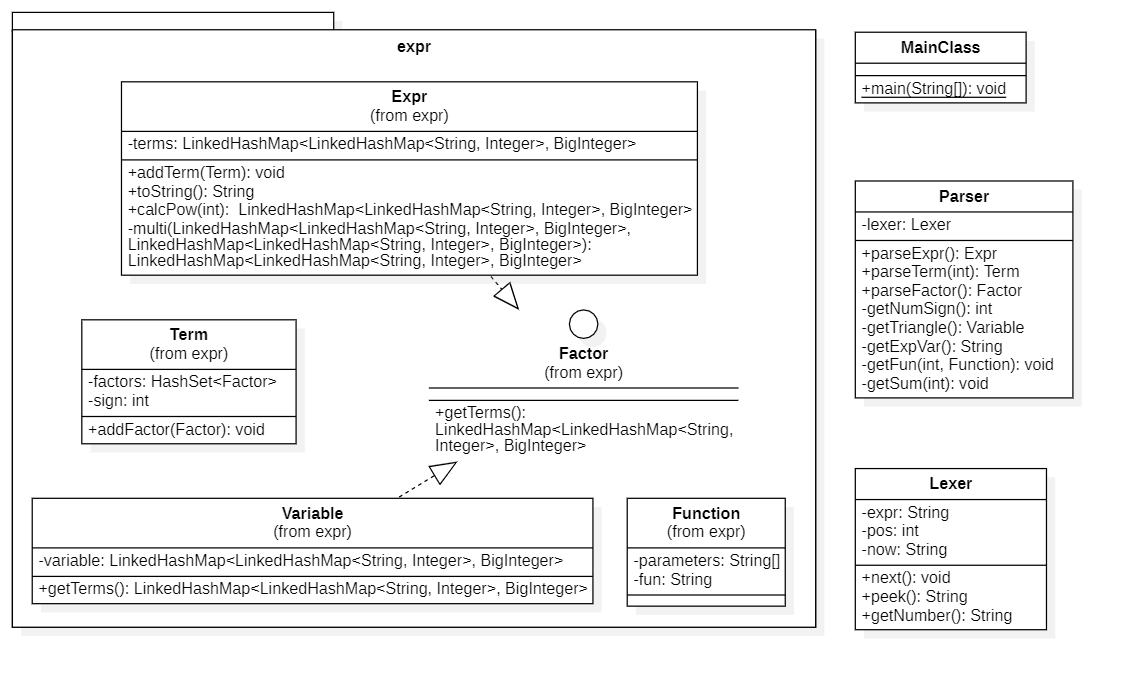 expr
Expr
(from expr)
-terms: LinkedHashMap<LinkedHashMap<String, Integer>, BigInteger>
+addTerm(Term): void
+toString(): String
+calcPow(int):  LinkedHashMap<LinkedHashMap<String, Integer>, BigInteger>
-multi(LinkedHashMap<LinkedHashMap<String, Integer>, BigInteger>,
LinkedHashMap<LinkedHashMap<String, Integer>, BigInteger>):
LinkedHashMap<LinkedHashMap<String, Integer>, BigInteger>
Term
(from expr)
-factors: HashSet<Factor>
-sign: int
+addFactor(Factor): void
Factor
(from expr)
+getTerms():
LinkedHashMap<LinkedHashMap<String,
Integer>, BigInteger>
Variable
(from expr)
-variable: LinkedHashMap<LinkedHashMap<String, Integer>, BigInteger>
+getTerms(): LinkedHashMap<LinkedHashMap<String, Integer>, BigInteger>
Function
(from expr)
-parameters: String[]
-fun: String
MainClass
+main(String[]): void
Parser
-lexer: Lexer
+parseExpr(): Expr
+parseTerm(int): Term
+parseFactor(): Factor
-getNumSign(): int
-getTriangle(): Variable
-getExpVar(): String
-getFun(int, Function): void
-getSum(int): void
Lexer
-expr: String
-pos: int
-now: String
+next(): void
+peek(): String
+getNumber(): String